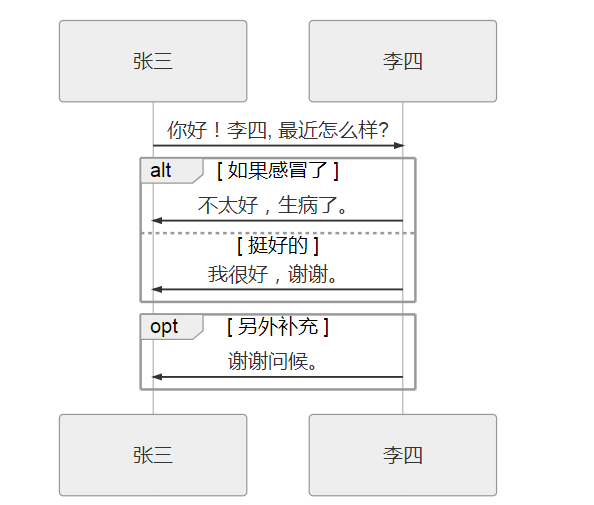 张三 李四
你好！李四, 最近怎么样?
alt [ 如果感冒了 ]
不太好，生病了。
[ 挺好的 ]
我很好，谢谢。
opt [ 另外补充 ]
谢谢问候。
张三 李四